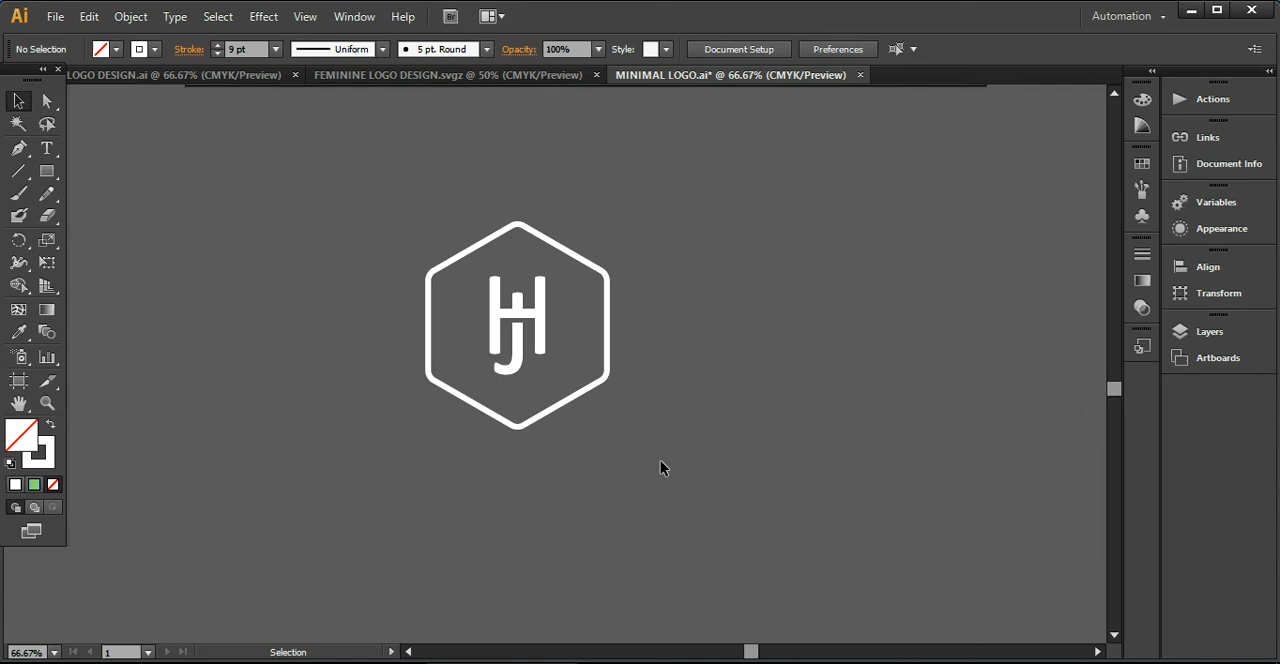 Ai File Edit Object Type Select Effect View Window Help Br Automation
No Selection Stroke: 9 pt Uniform 5 pt. Round Opacity: 100% Style: Document Setup Preferences
LOGO DESIGN.ai @ 66.67% (CMYK/Preview) FEMININE LOGO DESIGN.svgz @ 50% (CMYK/Preview) MINIMAL LOGO.ai* @ 66.67% (CMYK/Preview)
Actions
Links
Document Info
Variables
Appearance
Align
Transform
Layers
Artboards
T
HJ
66.67% 1 Selection